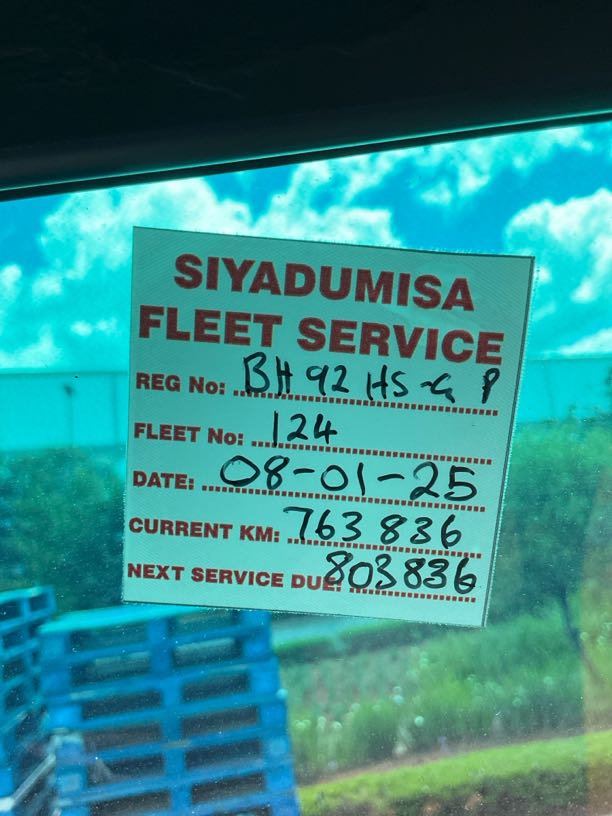 SIYADUMISA
FLEET SERVICE
REG No: BH 92 HS-G P
FLEET No: 124
DATE: 08-01-25
CURRENT KM: 763 836
NEXT SERVICE DUE: 803836